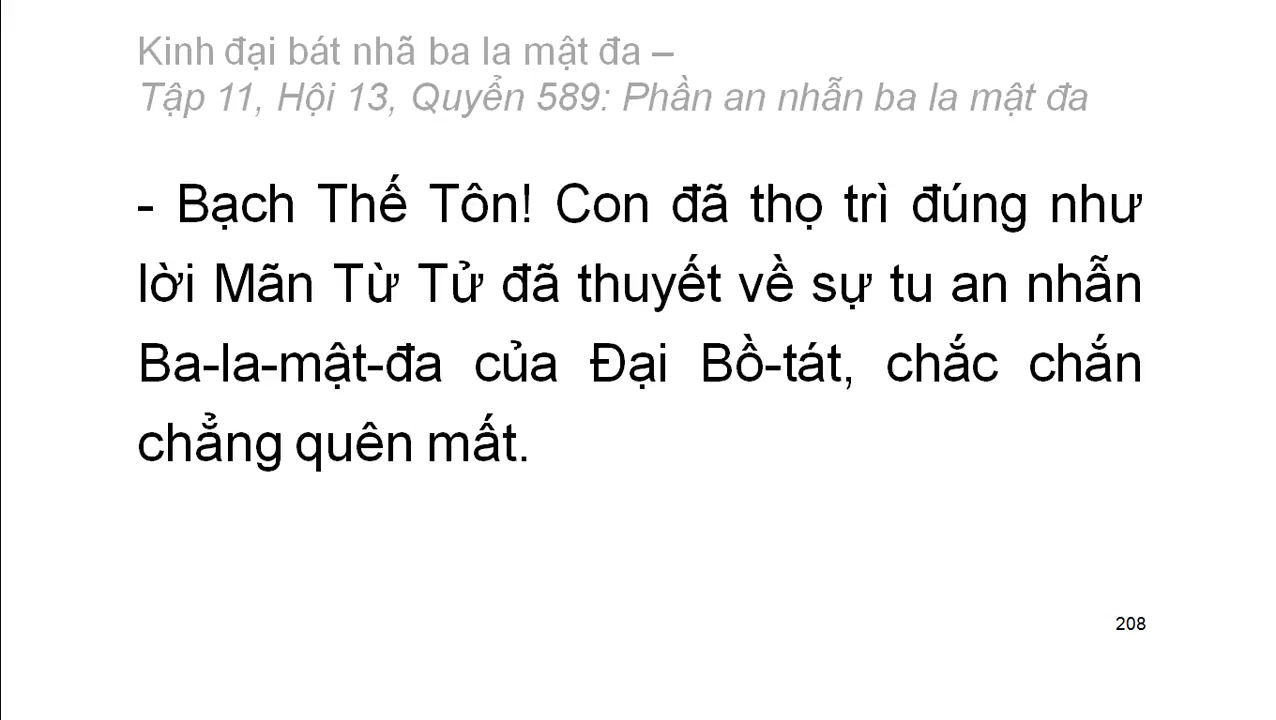 Kinh đại bát nhã ba la mật đa –
Tập 11, Hội 13, Quyển 589: Phần an nhẫn ba la mật đa
- Bạch Thế Tôn! Con đã thọ trì đúng như
lời Mãn Từ Tử đã thuyết về sự tu an nhẫn
Ba-la-mật-đa của Đại Bồ-tát, chắc chắn
chẳng quên mất.
208